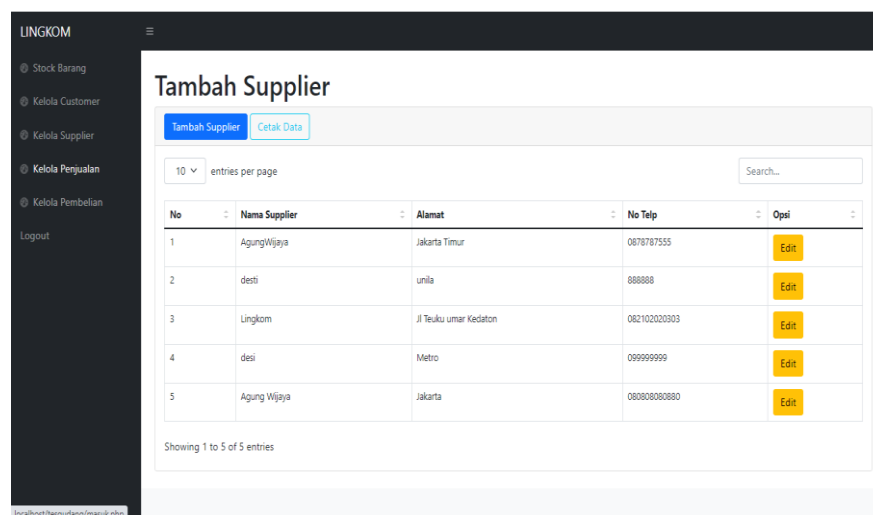 LINGKOM
Stock Barang
Kelola Customer
Kelola Supplier
Kelola Penjualan
Kelola Pembelian
Logout
Tambah Supplier
Tambah Supplier Cetak Data
10 entries per page Search...
No Nama Supplier Alamat No Telp Opsi
1 AgungWijaya Jakarta Timur 0878787555 Edit
2 desti unila 888888 Edit
3 Lingkom Jl Teuku umar Kedaton 082102020303 Edit
4 desi Metro 099999999 Edit
5 Agung Wijaya Jakarta 080808080880 Edit
Showing 1 to 5 of 5 entries